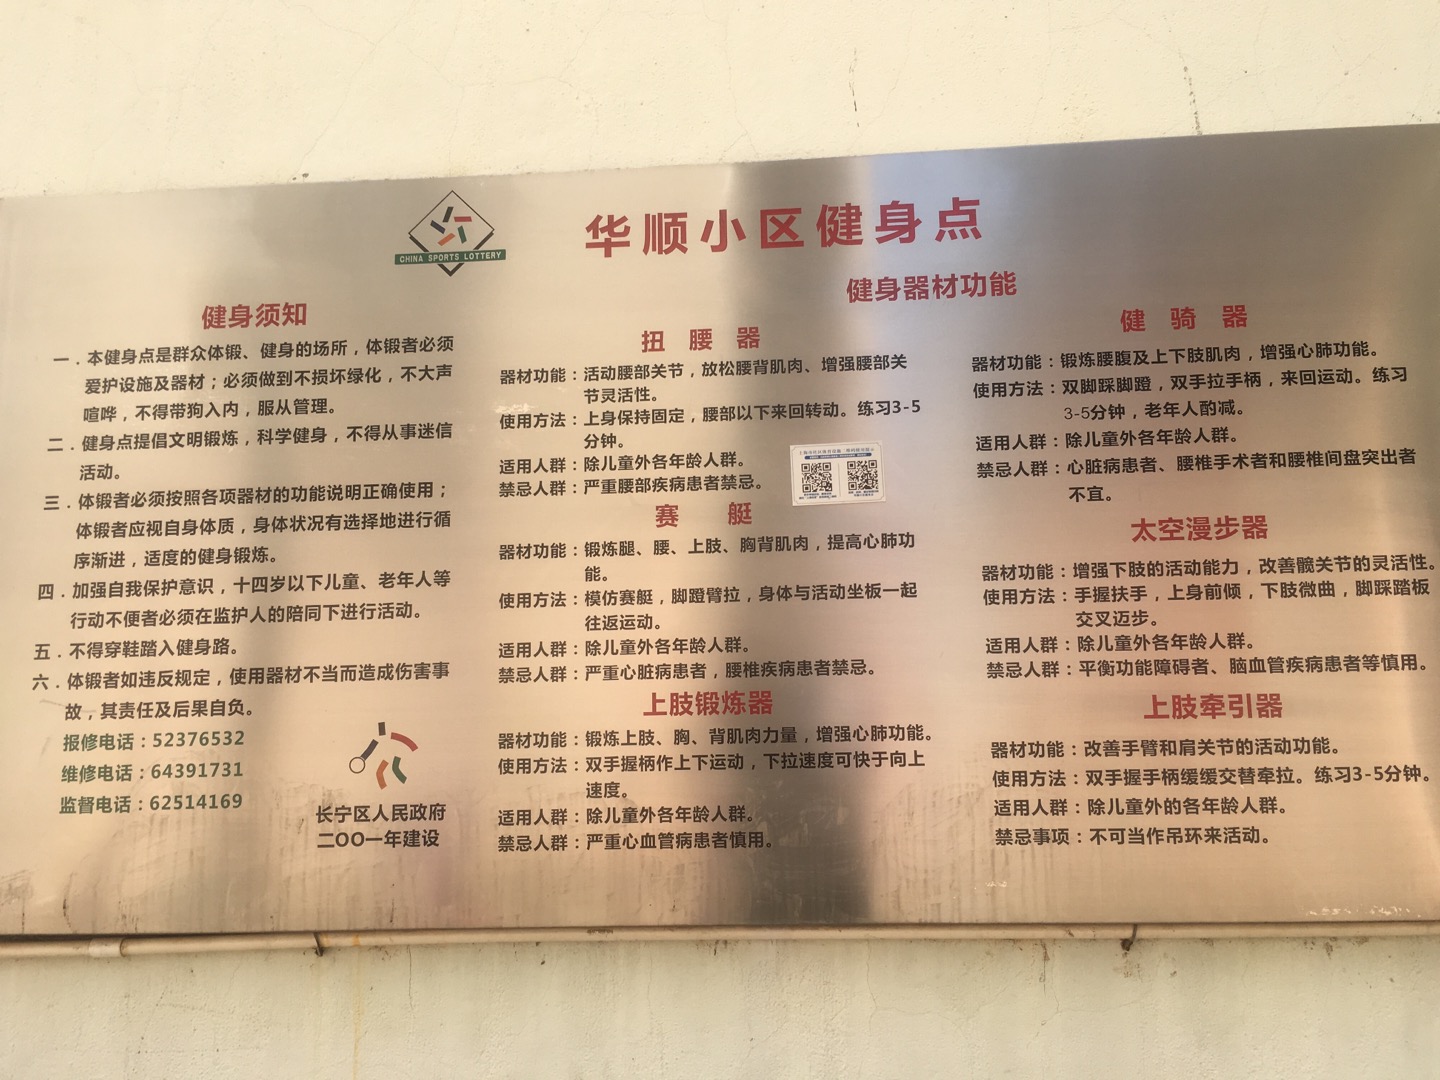 CHINA SPORTS LOTTERY
华顺小区健身点
健身须知
一．本健身点是群众体锻、健身的场所，体锻者必须
爱护设施及器材；必须做到不损坏绿化，不大声
喧哗，不得带狗入内，服从管理。
二．健身点提倡文明锻炼，科学健身，不得从事迷信
活动。
三．体锻者必须按照各项器材的功能说明正确使用；
体锻者应视自身体质，身体状况有选择地进行循
序渐进，适度的健身锻炼。
四．加强自我保护意识，十四岁以下儿童、老年人等
行动不便者必须在监护人的陪同下进行活动。
五．不得穿鞋踏入健身路。
六．体锻者如违反规定，使用器材不当而造成伤害事
故，其责任及后果自负。
报修电话：52376532
维修电话：64391731
监督电话：62514169
长宁区人民政府
二OO一年建设
健身器材功能
扭腰器
器材功能：活动腰部关节，放松腰背肌肉、增强腰部关
节灵活性。
使用方法：上身保持固定，腰部以下来回转动。练习3-5
分钟。
适用人群：除儿童外各年龄人群。
禁忌人群：严重腰部疾病患者禁忌。
赛艇
器材功能：锻炼腿、腰、上肢、胸背肌肉，提高心肺功
能。
使用方法：模仿赛艇，脚蹬臂拉，身体与活动坐板一起
往返运动。
适用人群：除儿童外各年龄人群。
禁忌人群：严重心脏病患者，腰椎疾病患者禁忌。
上肢锻炼器
器材功能：锻炼上肢、胸、背肌肉力量，增强心肺功能。
使用方法：双手握柄作上下运动，下拉速度可快于向上
速度。
适用人群：除儿童外各年龄人群。
禁忌人群：严重心血管病患者慎用。
健骑器
器材功能：锻炼腰腹及上下肢肌肉，增强心肺功能。
使用方法：双脚踩脚蹬，双手拉手柄，来回运动。练习
3-5分钟，老年人酌减。
适用人群：除儿童外各年龄人群。
禁忌人群：心脏病患者、腰椎手术者和腰椎间盘突出者
不宜。
太空漫步器
器材功能：增强下肢的活动能力，改善髋关节的灵活性。
使用方法：手握扶手，上身前倾，下肢微曲，脚踩踏板
交叉迈步。
适用人群：除儿童外各年龄人群。
禁忌人群：平衡功能障碍者、脑血管疾病患者等慎用。
上肢牵引器
器材功能：改善手臂和肩关节的活动功能。
使用方法：双手握手柄缓缓交替牵拉。练习3-5分钟。
适用人群：除儿童外的各年龄人群。
禁忌事项：不可当作吊环来活动。